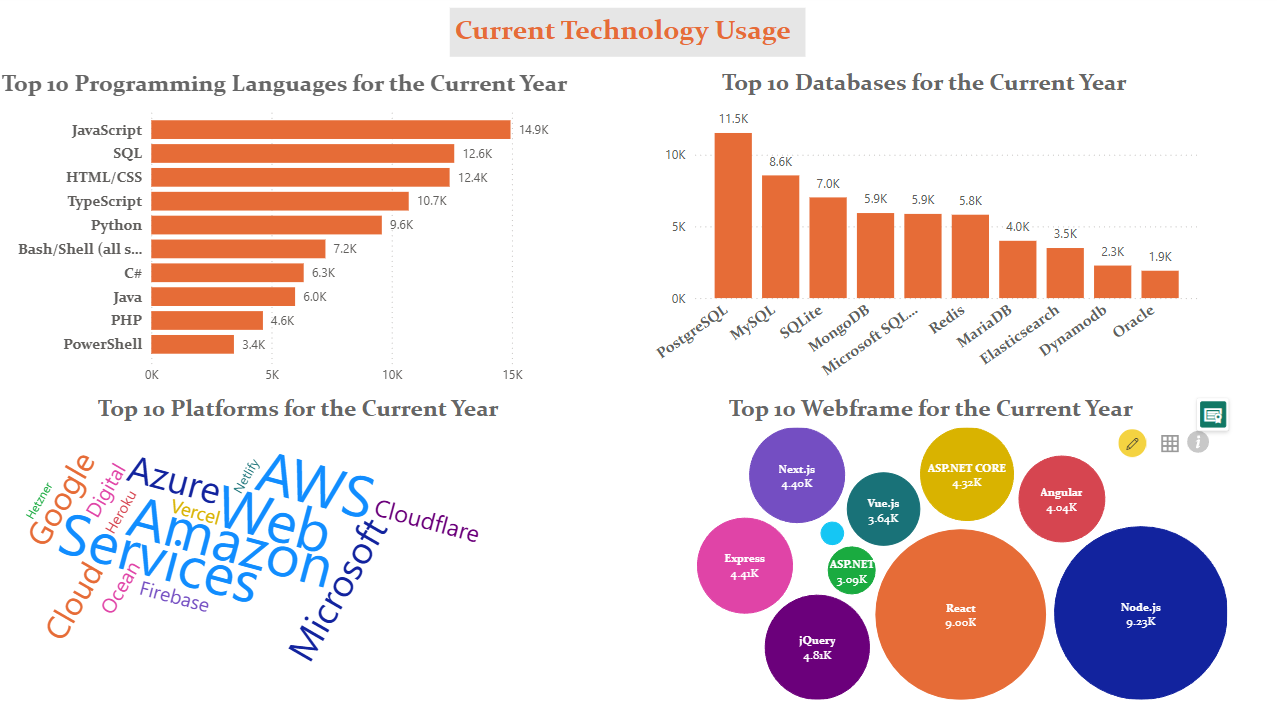 Current Technology Usage
Top 10 Programming Languages for the Current Year
JavaScript 14.9K
SQL 12.6K
HTML/CSS 12.4K
TypeScript 10.7K
Python 9.6K
Bash/Shell (all s... 7.2K
C# 6.3K
Java 6.0K
PHP 4.6K
PowerShell 3.4K
0K 5K 10K 15K
Top 10 Databases for the Current Year
11.5K 8.6K 7.0K 5.9K 5.9K 5.8K 4.0K 3.5K 2.3K 1.9K
10K
5K
0K
PostgreSQL MySQL SQLite MongoDB Microsoft SQL... Redis MariaDB Elasticsearch Dynamodb Oracle
Top 10 Platforms for the Current Year
Hetzner
Google
Digital
Heroku
Azure
Vercel
Netlify
AWS
Web
Cloudflare
Amazon
Services
Microsoft
Cloud
Ocean
Firebase
Top 10 Webframe for the Current Year
Next.js
4.40K
ASP.NET CORE
4.32K
Vue.js
3.64K
Angular
4.04K
Express
4.41K
ASP.NET
3.09K
React
9.00K
Node.js
9.23K
jQuery
4.81K
i